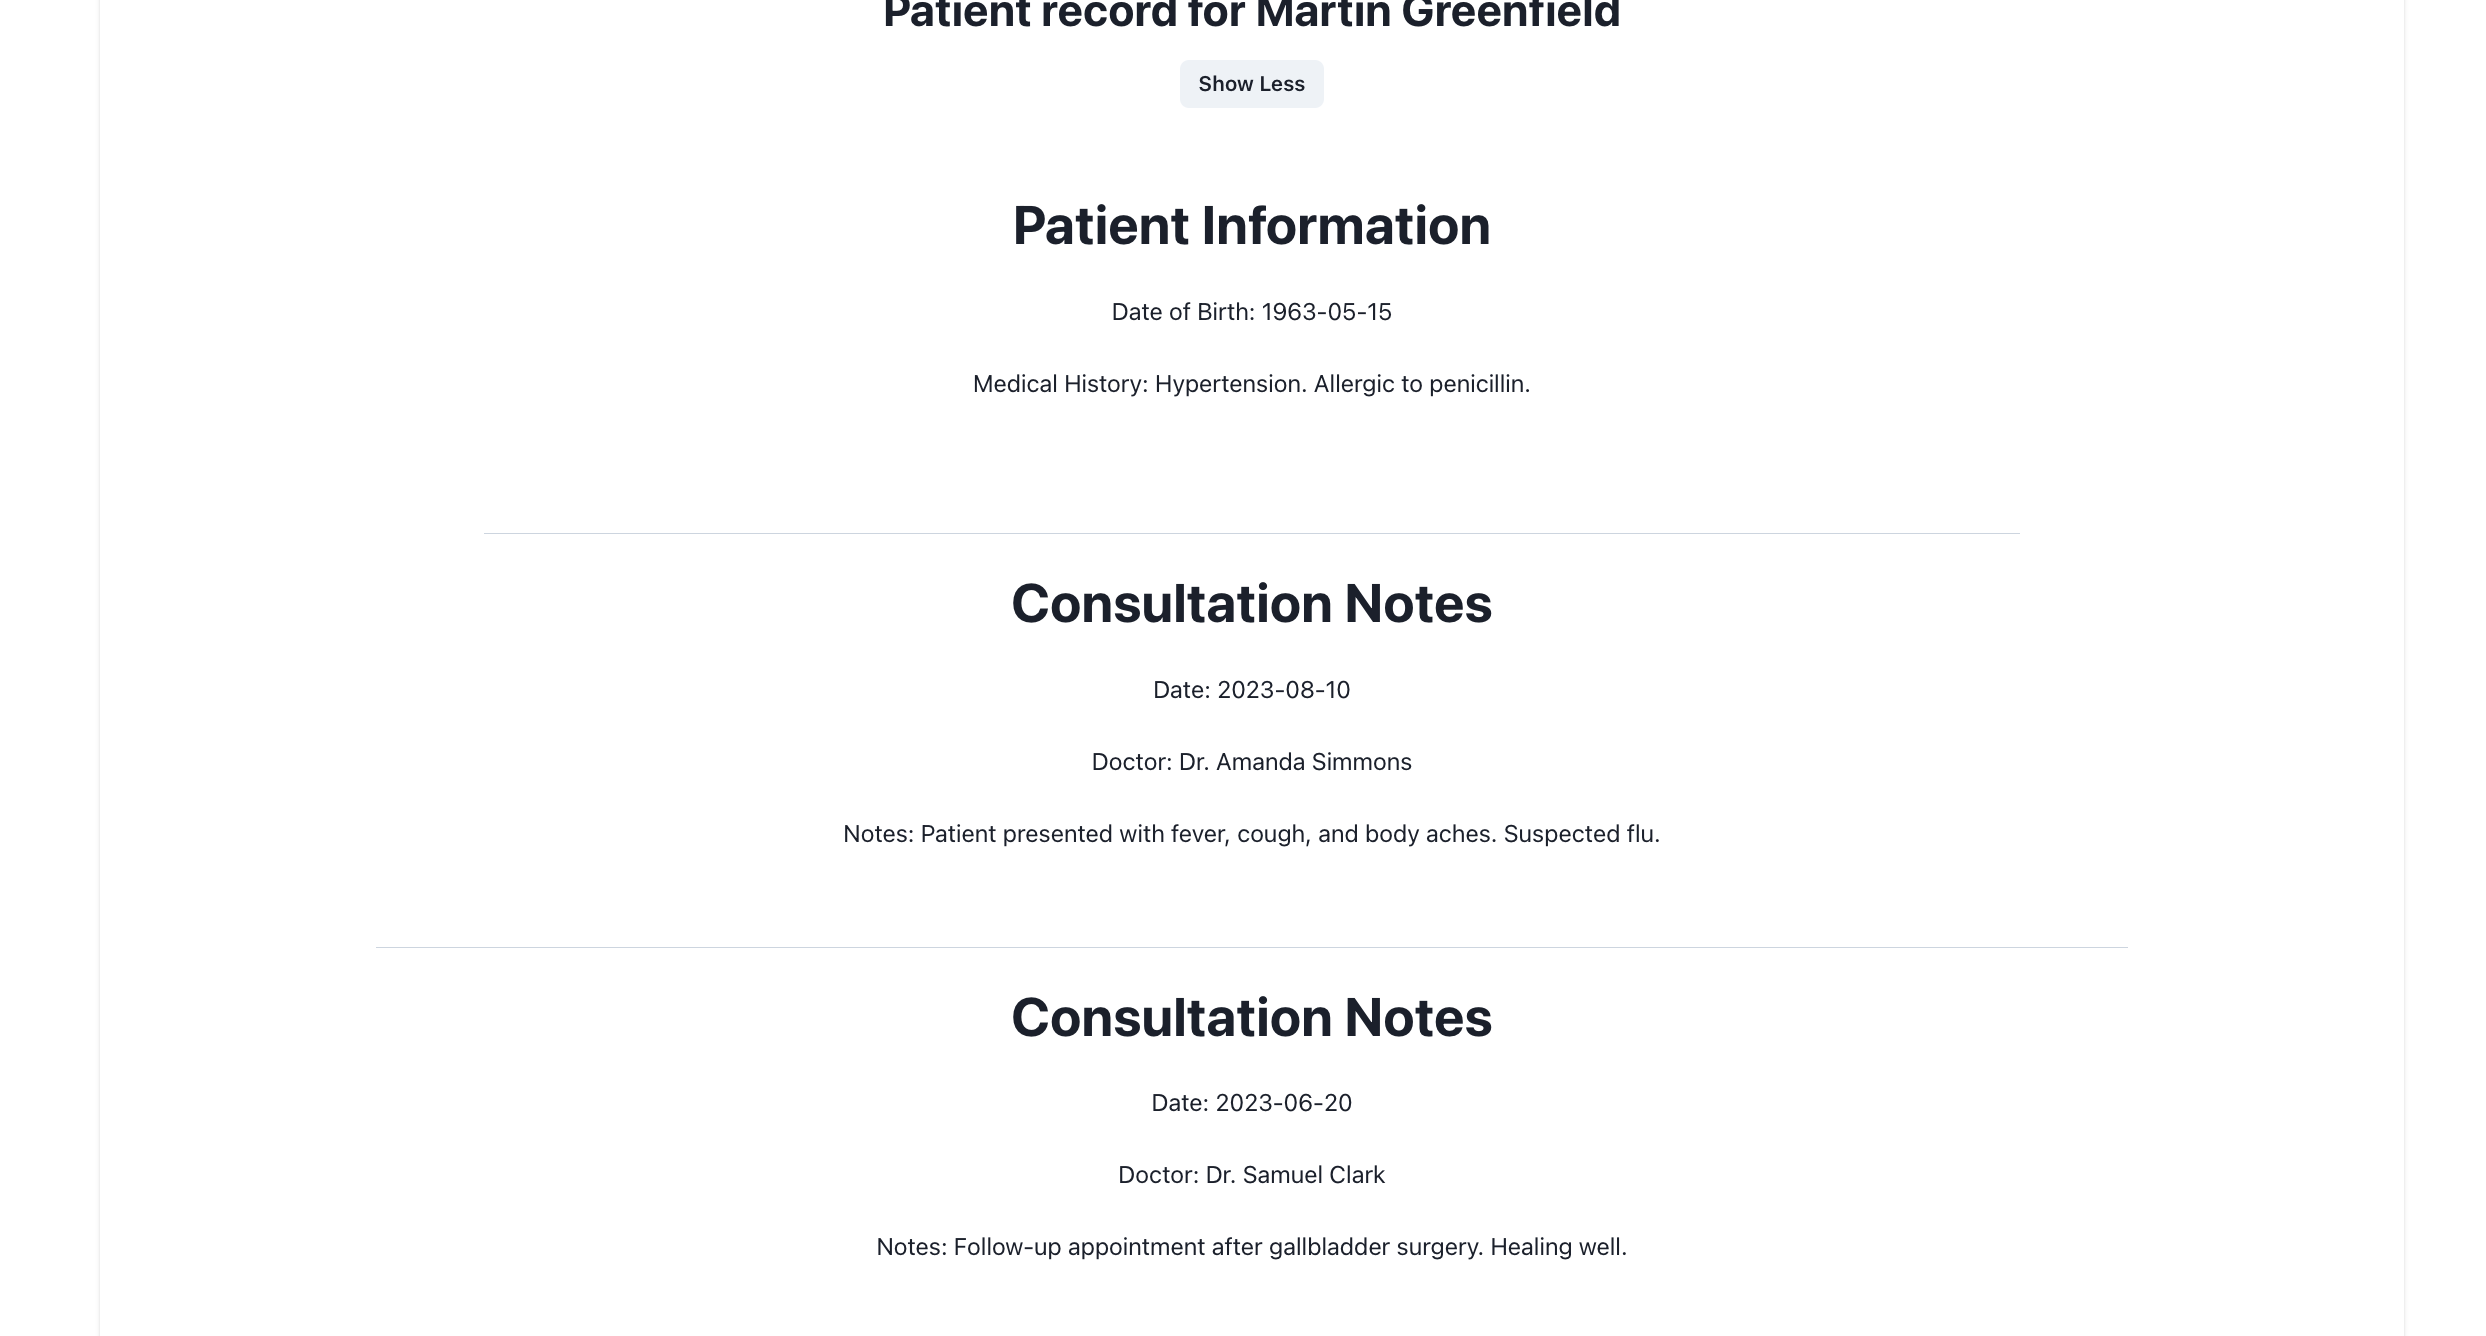 Patient record for Martin Greenfield
Show Less
Patient Information
Date of Birth: 1963-05-15
Medical History: Hypertension. Allergic to penicillin.
Consultation Notes
Date: 2023-08-10
Doctor: Dr. Amanda Simmons
Notes: Patient presented with fever, cough, and body aches. Suspected flu.
Consultation Notes
Date: 2023-06-20
Doctor: Dr. Samuel Clark
Notes: Follow-up appointment after gallbladder surgery. Healing well.